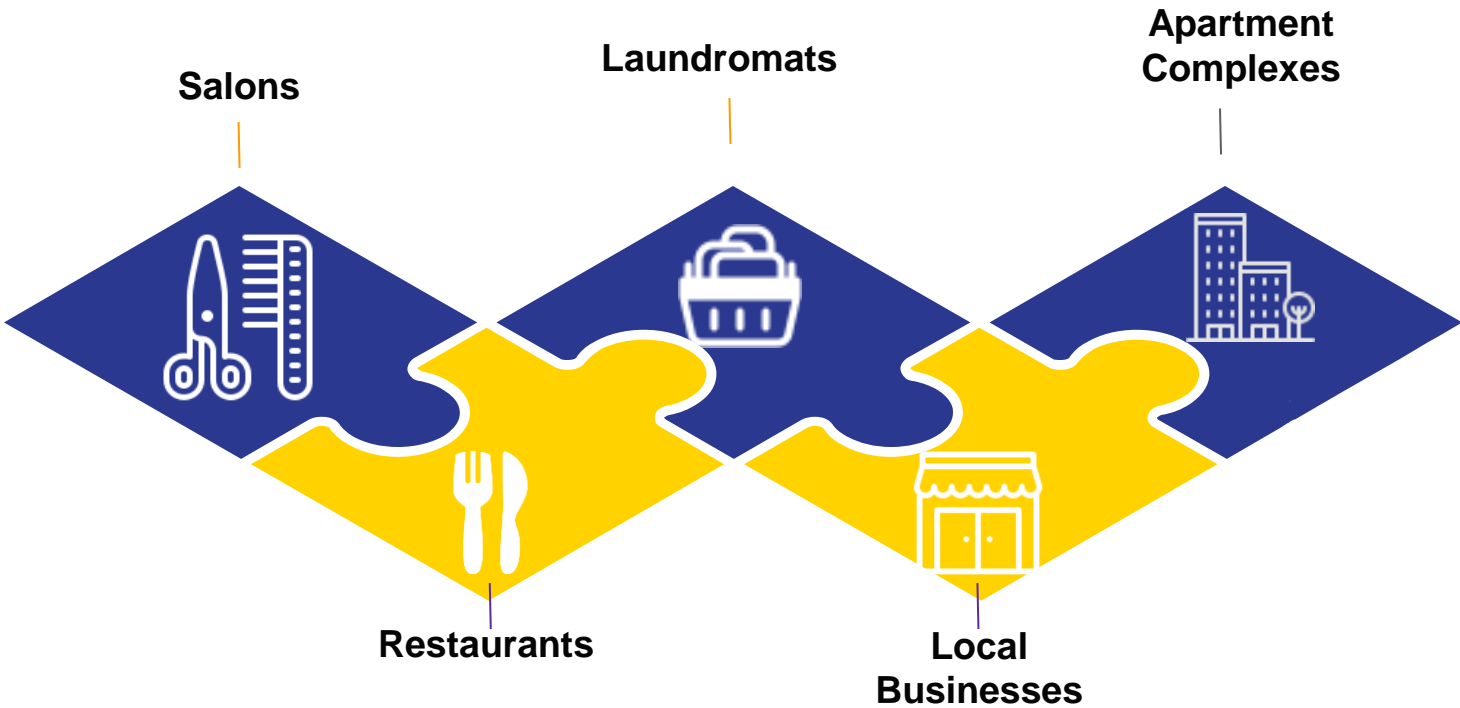 Salons
Laundromats
Apartment
Complexes
Restaurants
Local
Businesses